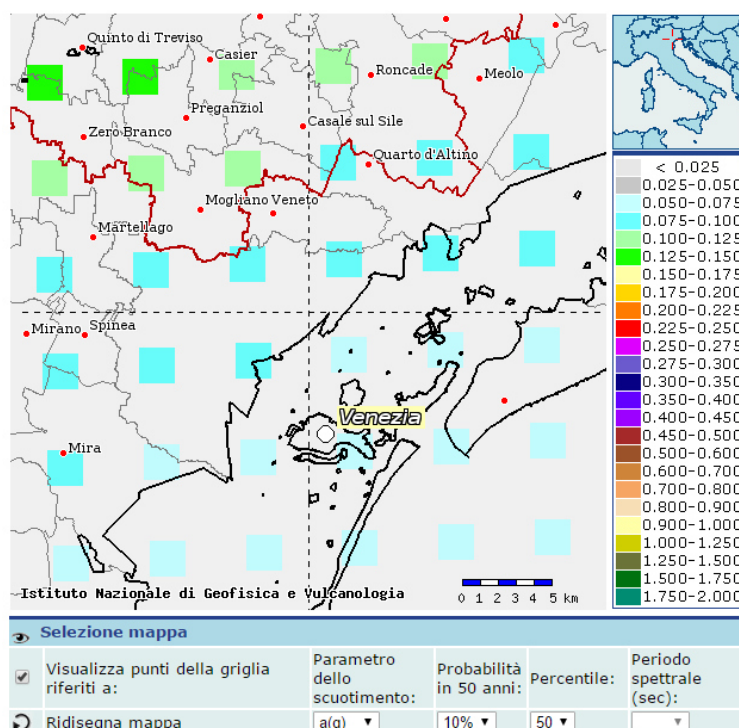 Quinto di Treviso
Casier
Roncade
Meolo
Preganziol
Casale sul Sile
Zero Branco
Quarto d'Altino
Mogliano Veneto
Martellago
Mirano
Spinea
Venezia
Mira
Istituto Nazionale di Geofisica e Vulcanologia
0 1 2 3 4 5 km
< 0.025
0.025-0.050
0.050-0.075
0.075-0.100
0.100-0.125
0.125-0.150
0.150-0.175
0.175-0.200
0.200-0.225
0.225-0.250
0.250-0.275
0.275-0.300
0.300-0.350
0.350-0.400
0.400-0.450
0.450-0.500
0.500-0.600
0.600-0.700
0.700-0.800
0.800-0.900
0.900-1.000
1.000-1.250
1.250-1.500
1.500-1.750
1.750-2.000
Selezione mappa
Visualizza punti della griglia
riferiti a:
Parametro
dello
scuotimento:
Probabilità
in 50 anni:
Percentile:
Periodo
spettrale
(sec):
Ridisegna mappa
a(g)
10%
50